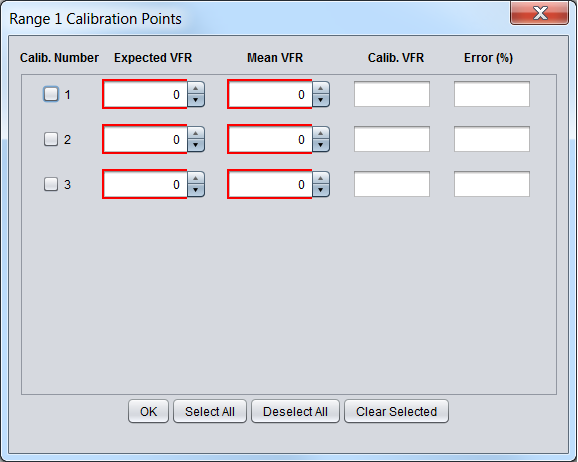 Range 1 Calibration Points
Calib. Number Expected VFR Mean VFR Calib. VFR Error (%)
1 0 0
2 0 0
3 0 0
OK Select All Deselect All Clear Selected